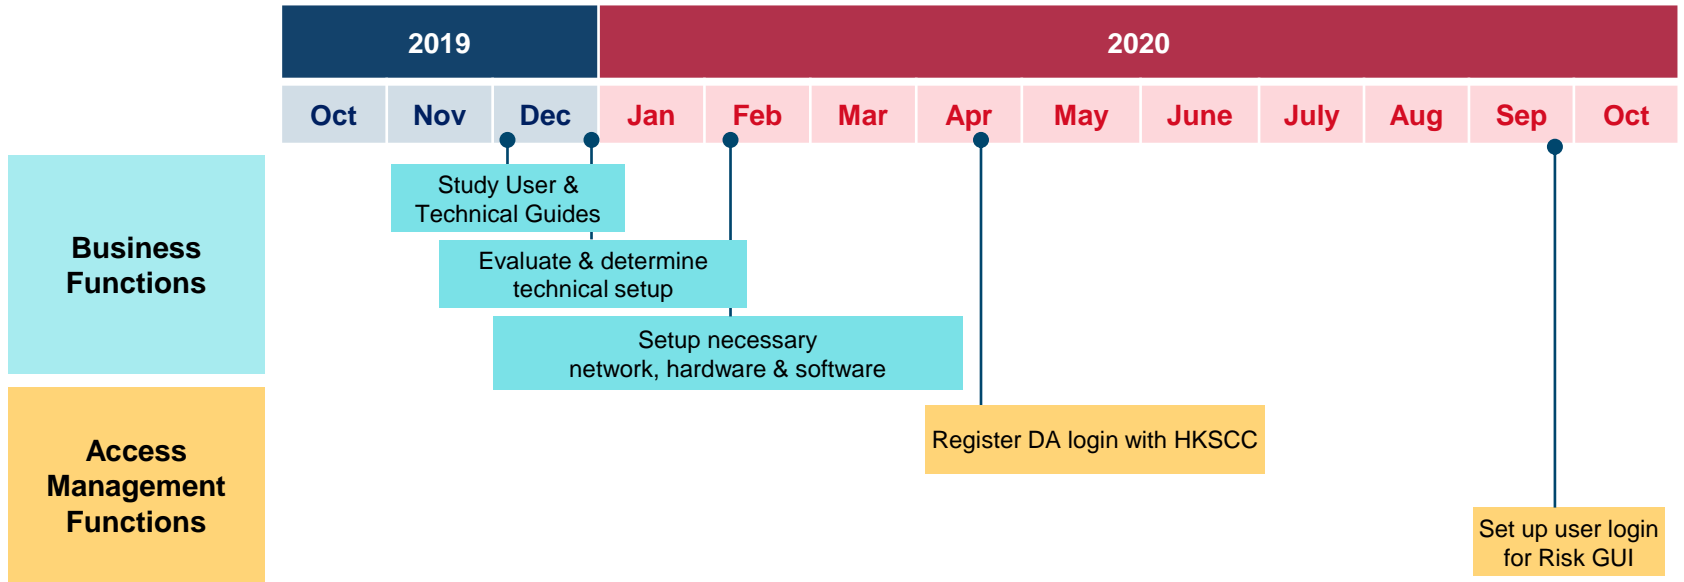 2019
2020
Oct
Nov
Dec
Jan
Feb
Mar
Apr
May
June
July
Aug
Sep
Oct
Business
Functions
Study User &
Technical Guides
Evaluate & determine
technical setup
Setup necessary
network, hardware & software
Access
Management
Functions
Register DA login with HKSCC
Set up user login
for Risk GUI